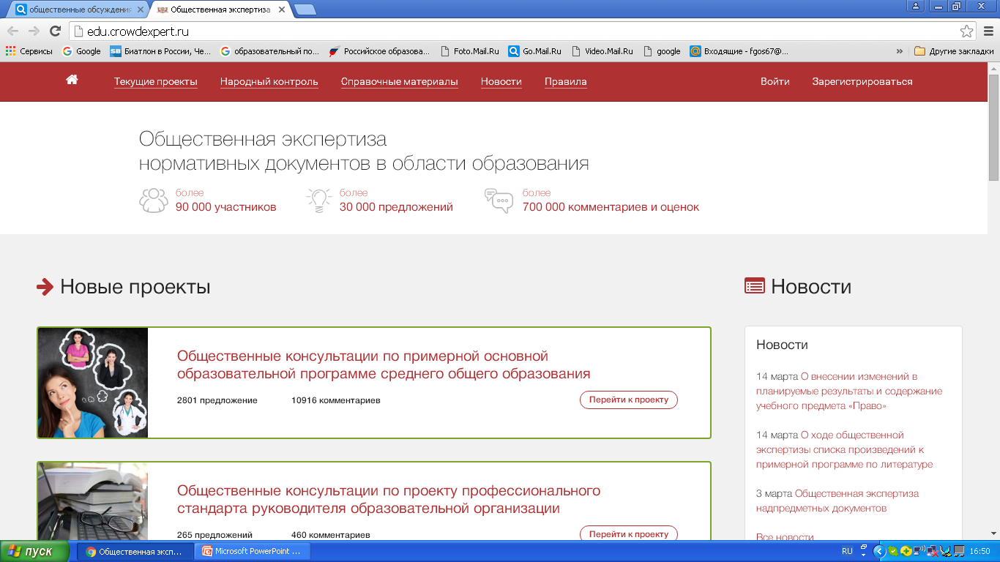 общественные обсуждения
Общественная экспертиза
edu.crowdexpert.ru
Сервисы Google Биатлон в России, Че... образовательный по... Российское образова... Foto.Mail.Ru Go.Mail.Ru Video.Mail.Ru google Входящие - fgos67@... » Другие закладки
Текущие проекты Народный контроль Справочные материалы Новости Правила Войти Зарегистрироваться
Общественная экспертиза
нормативных документов в области образования
более
90 000 участников
более
30 000 предложений
более
700 000 комментариев и оценок
Новые проекты
Общественные консультации по примерной основной
образовательной программе среднего общего образования
2801 предложение 10916 комментариев Перейти к проекту
Общественные консультации по проекту профессионального
стандарта руководителя образовательной организации
265 предложений 460 комментариев Перейти к проекту
Новости
Новости
14 марта О внесении изменений в
планируемые результаты и содержание
учебного предмета «Право»
14 марта О ходе общественной
экспертизы списка произведений к
примерной программе по литературе
3 марта Общественная экспертиза
надпредметных документов
Все новости
пуск Общественная эксп... Microsoft PowerPoint ... RU 16:50